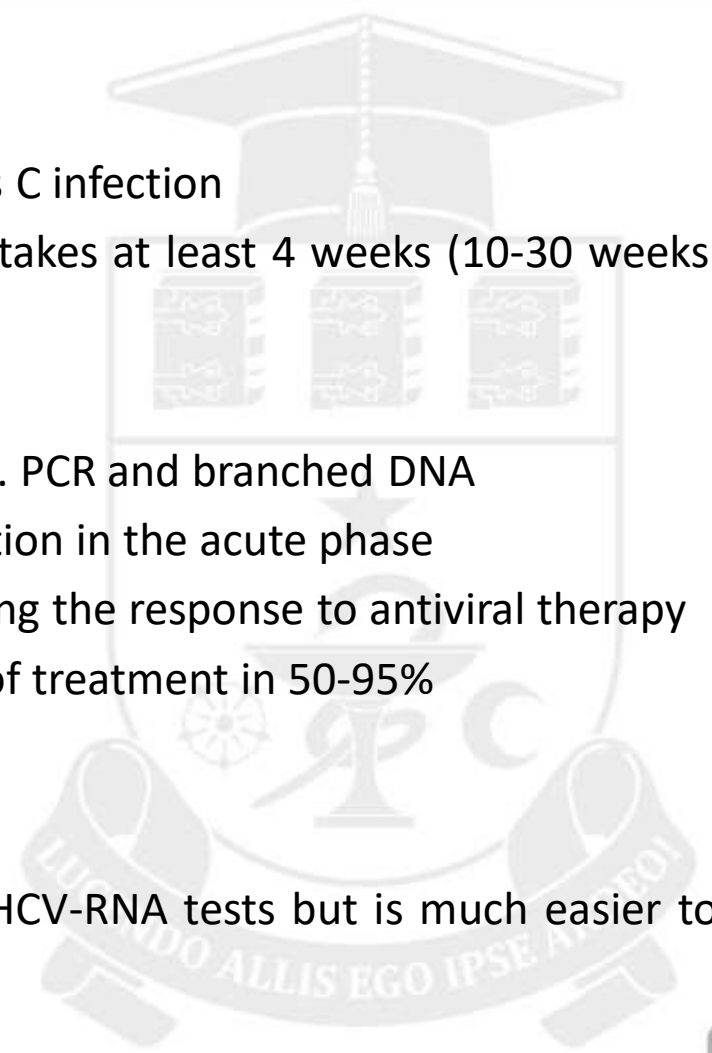 C infection
takes at least 4 weeks (10-30 weeks
. PCR and branched DNA
tion in the acute phase
ng the response to antiviral therapy
of treatment in 50-95%
HCV-RNA tests but is much easier to
DO ALLIS EGO IPSE